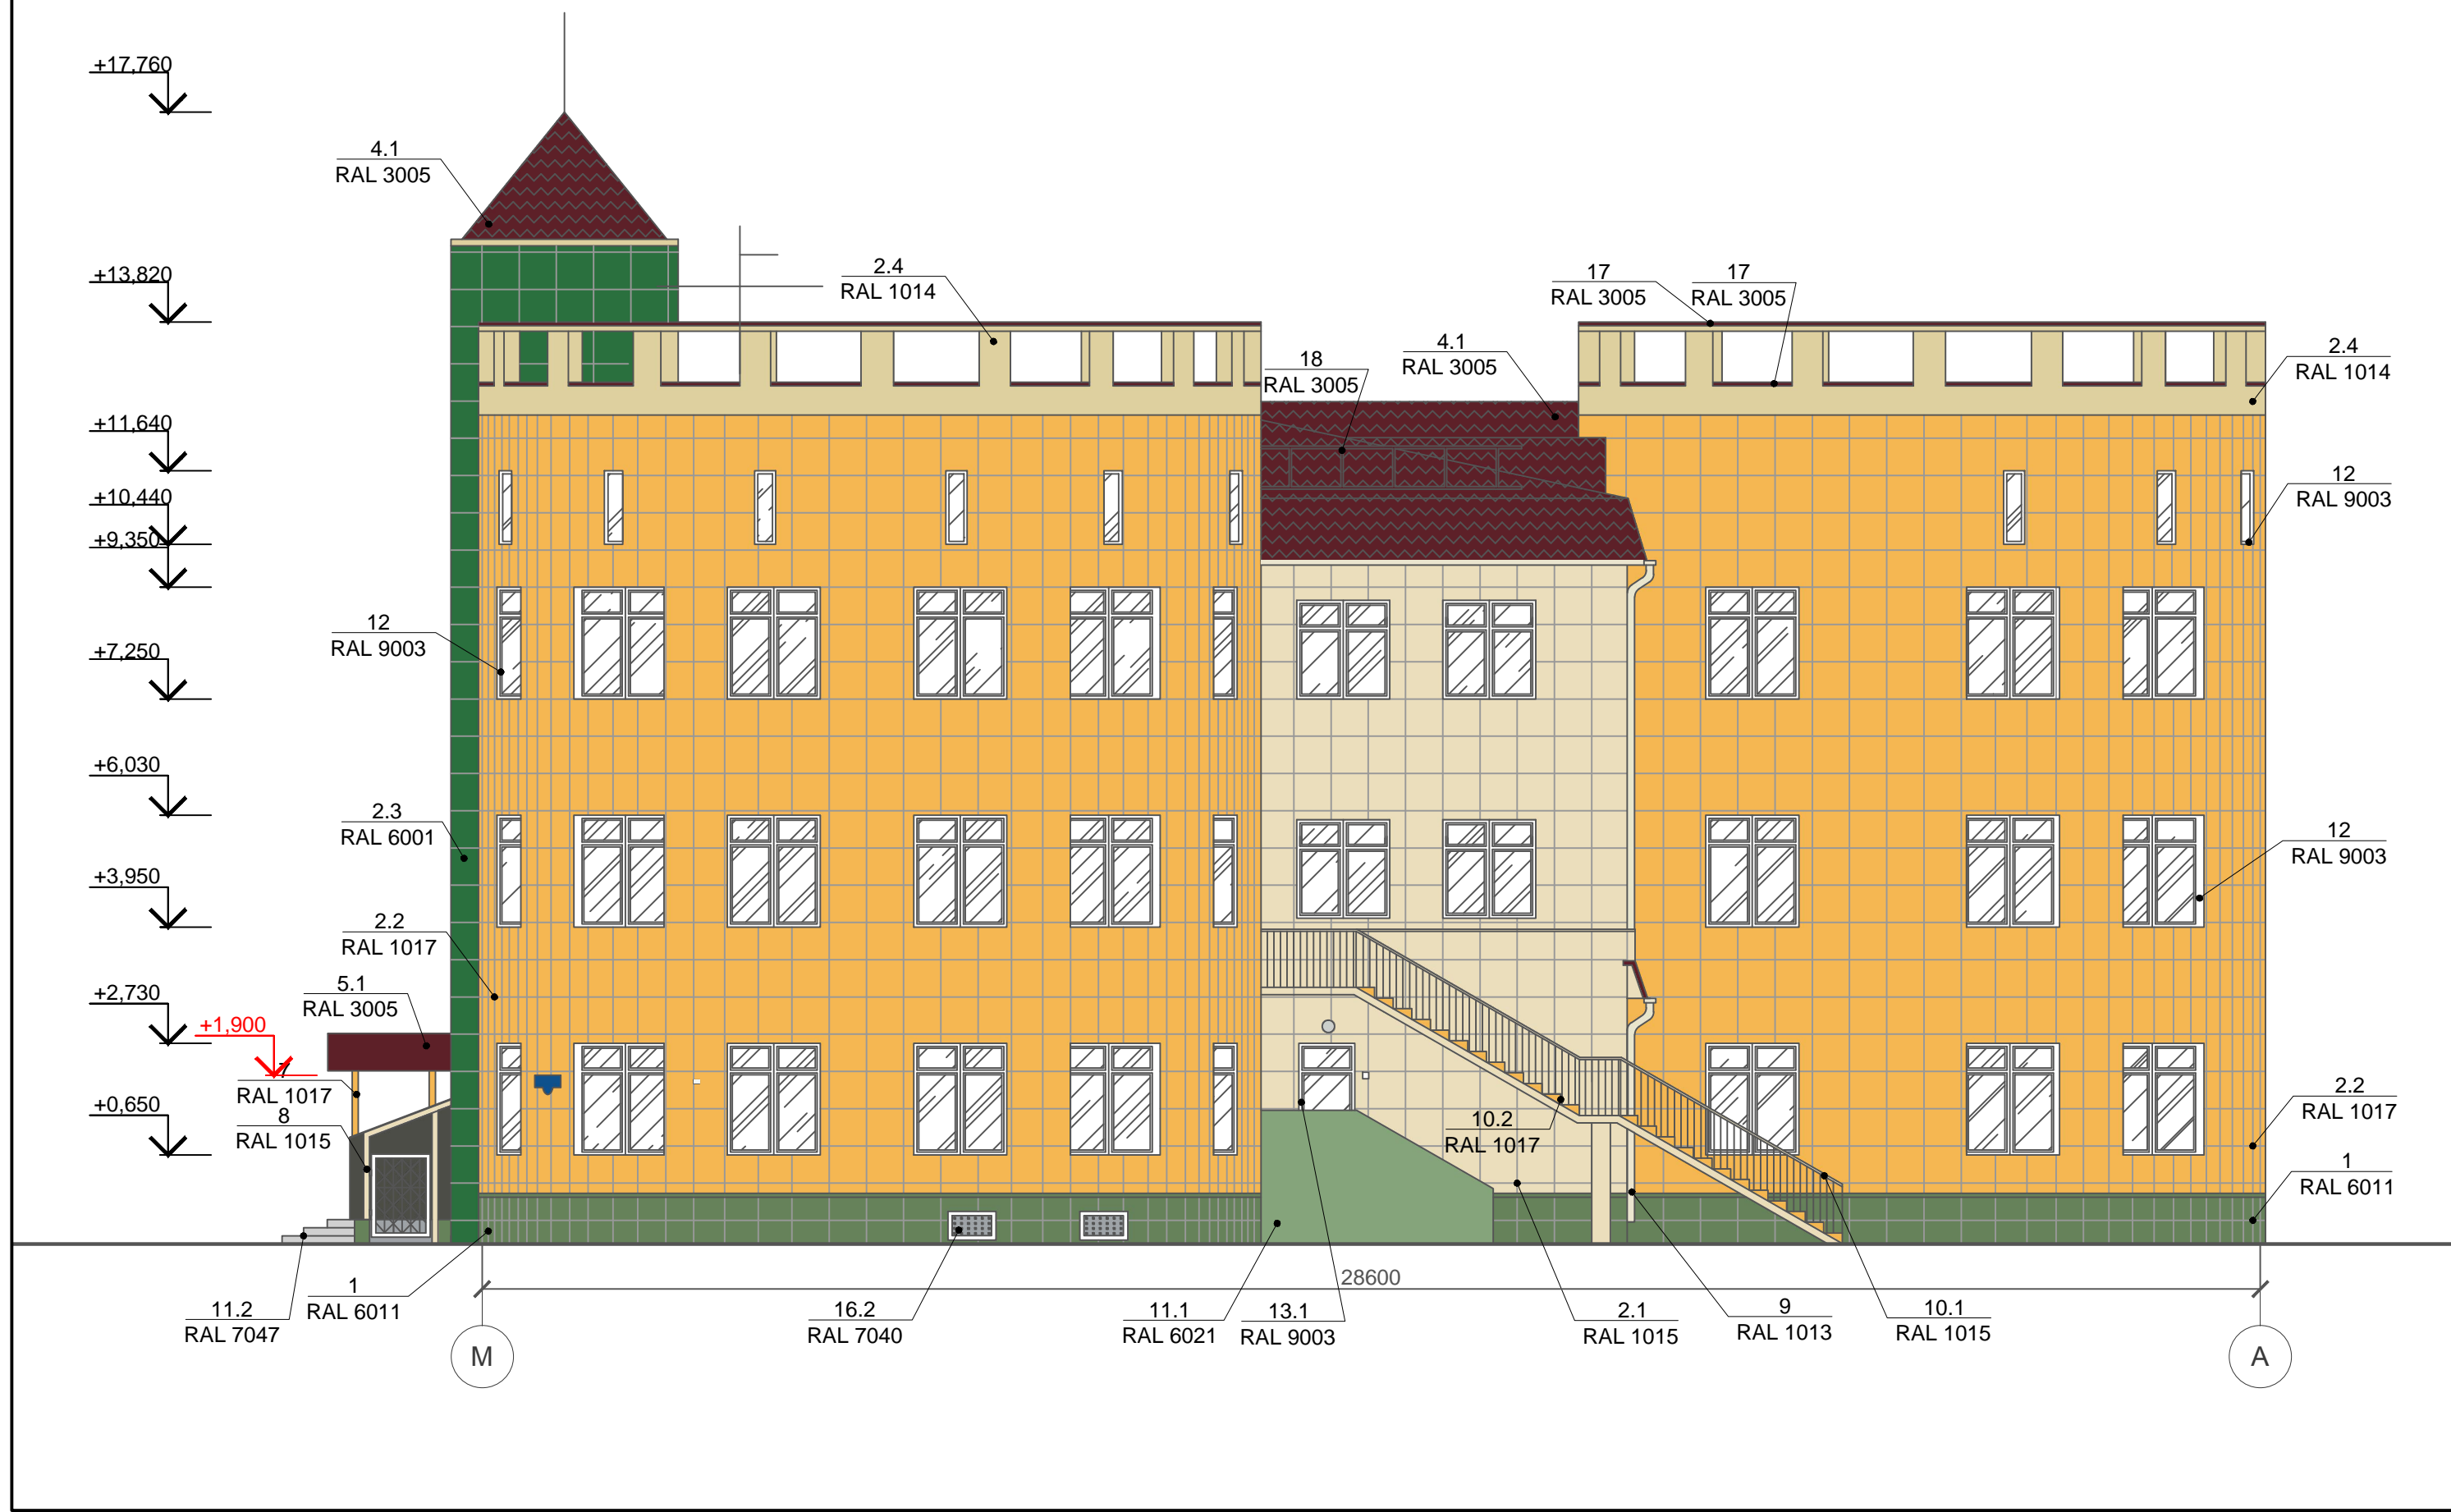 +17,760
4.1
RAL 3005
+13,820
2.4
RAL 1014
17
RAL 3005
17
RAL 3005
18
RAL 3005
4.1
RAL 3005
2.4
RAL 1014
+11,640
+10,440
+9,350
12
RAL 9003
12
RAL 9003
+7,250
+6,030
2.3
RAL 6001
12
RAL 9003
+3,950
2.2
RAL 1017
+2,730
5.1
RAL 3005
+1,900
7
RAL 1017
+0,650
8
RAL 1015
10.2
RAL 1017
2.2
RAL 1017
1
RAL 6011
28600
11.2
RAL 7047
1
RAL 6011
16.2
RAL 7040
11.1
RAL 6021
13.1
RAL 9003
2.1
RAL 1015
9
RAL 1013
10.1
RAL 1015
М
А